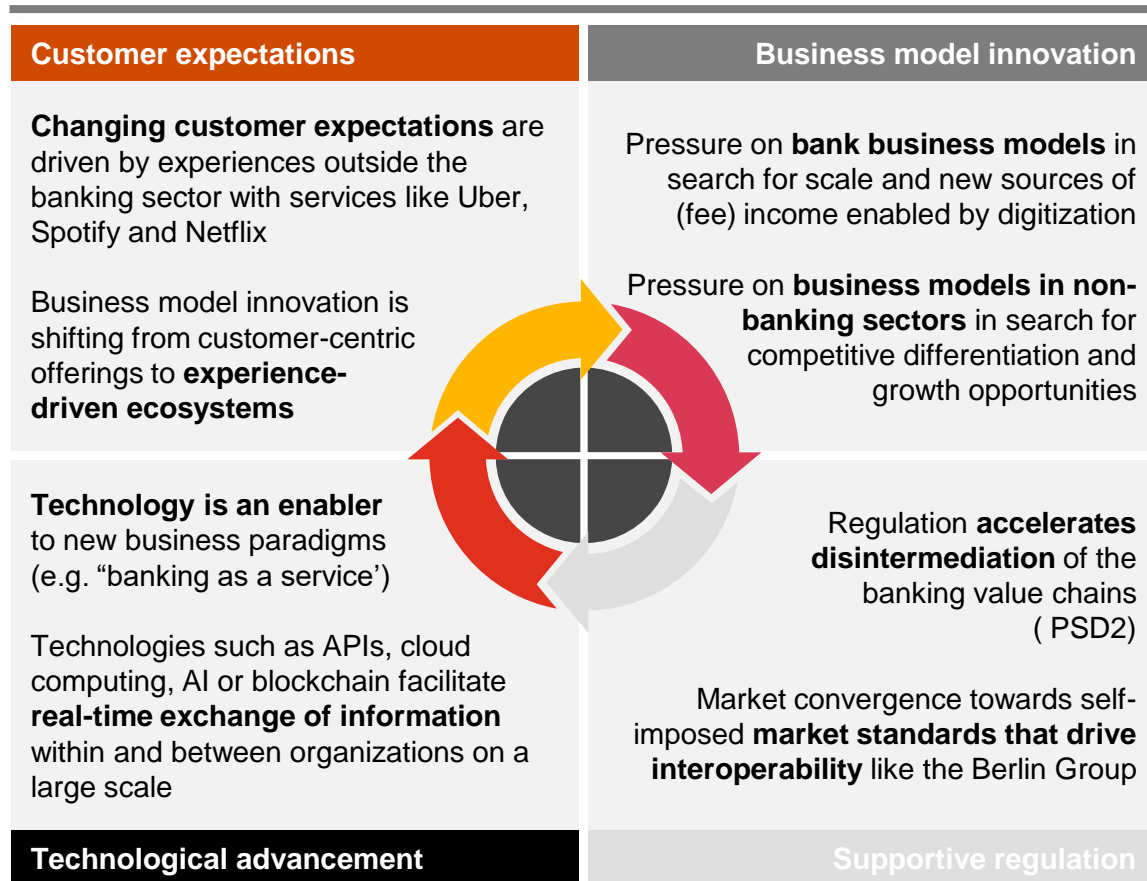 Customer expectations
Changing customer expectations are
driven by experiences outside the
banking sector with services like Uber,
Spotify and Netflix
Business model innovation is
shifting from customer-centric
offerings to experience-
driven ecosystems
Business model innovation
Pressure on bank business models in
search for scale and new sources of
(fee) income enabled by digitization
Pressure on business models in non-
banking sectors in search for
competitive differentiation and
growth opportunities
Technology is an enabler
to new business paradigms
(e.g. “banking as a service’)
Technologies such as APIs, cloud
computing, AI or blockchain facilitate
real-time exchange of information
within and between organizations on a
large scale
Technological advancement
Regulation accelerates
disintermediation of the
banking value chains
( PSD2)
Market convergence towards self-
imposed market standards that drive
interoperability like the Berlin Group
Supportive regulation